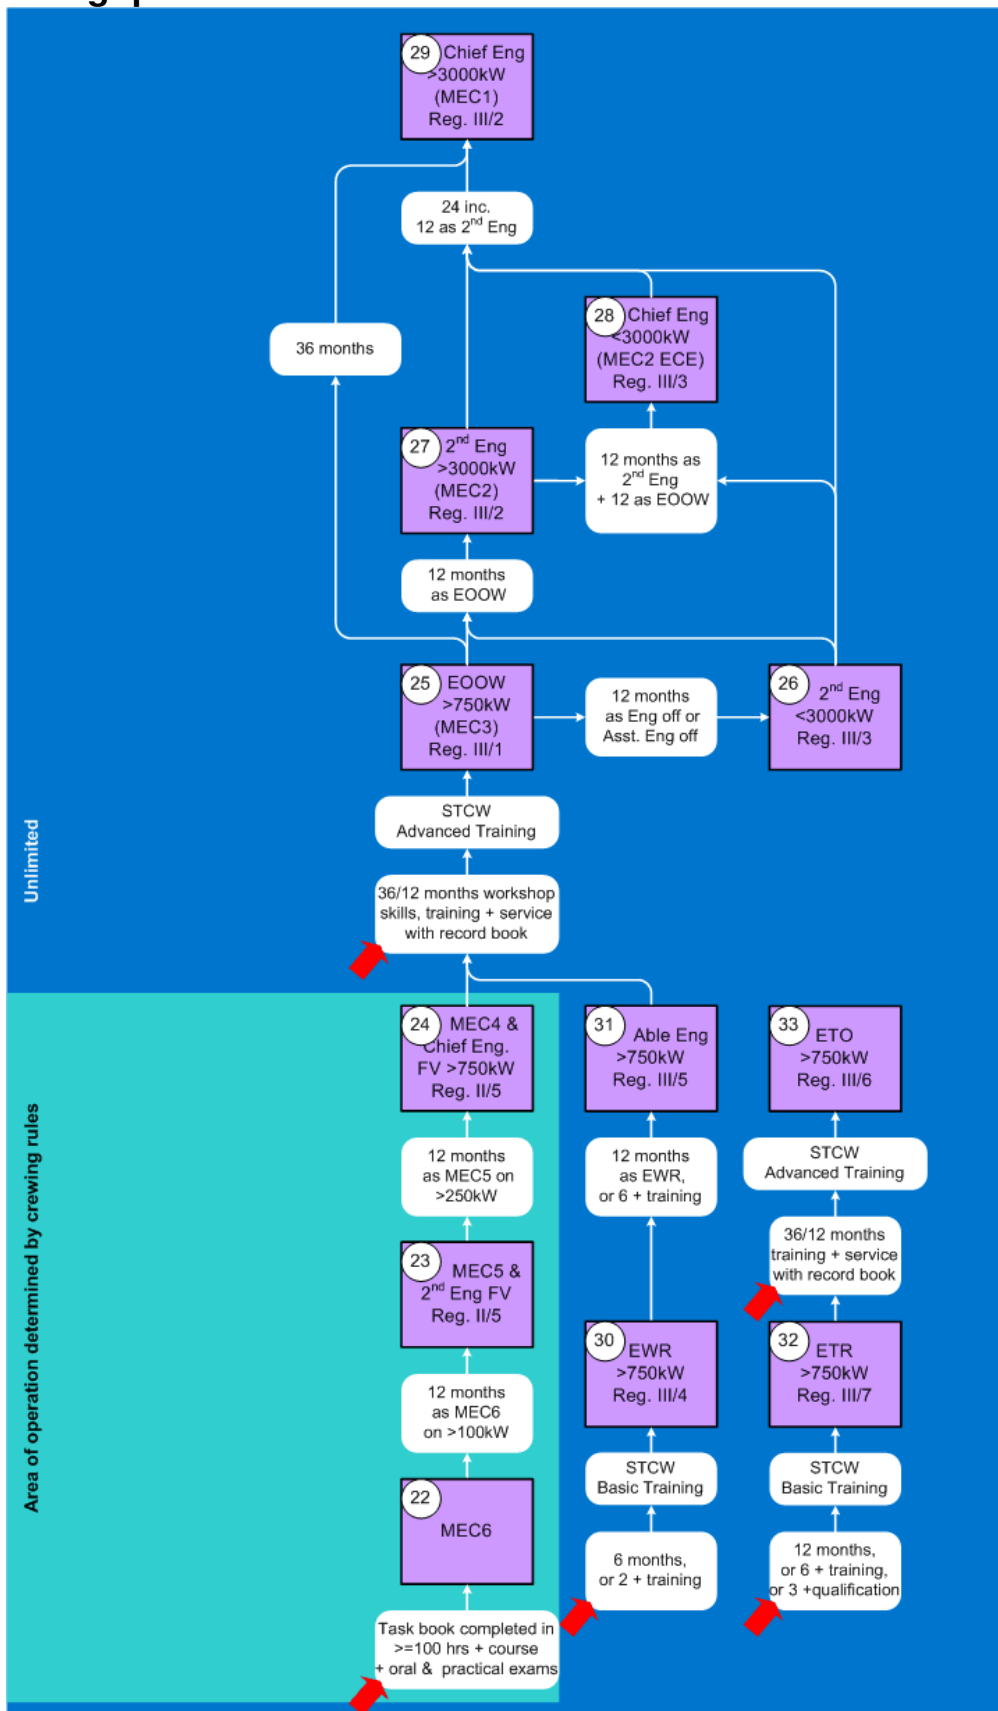 29 Chief Eng
>3000kW
(MEC1)
Reg. III/2
24 inc.
12 as 2nd Eng
28 Chief Eng
<3000kW
(MEC2 ECE)
Reg. III/3
36 months
27 2nd Eng
>3000kW
(MEC2)
Reg. III/2
12 months as
2nd Eng
+ 12 as EOOW
12 months
as EOOW
25 EOOW
>750kW
(MEC3)
Reg. III/1
12 months
as Eng off or
Asst. Eng off
26 2nd Eng
<3000kW
Reg. III/3
STCW
Advanced Training
Unlimited
36/12 months workshop
skills, training + service
with record book
24 MEC4 &
Chief Eng.
FV >750kW
Reg. II/5
31 Able Eng
>750kW
Reg. III/5
33 ETO
>750kW
Reg. III/6
Area of operation determined by crewing rules
12 months
as MEC5 on
>250kW
12 months
as EWR,
or 6 + training
STCW
Advanced Training
36/12 months
training + service
with record book
23 MEC5 &
2nd Eng FV
Reg. II/5
30 EWR
>750kW
Reg. III/4
32 ETR
>750kW
Reg. III/7
12 months
as MEC6
on >100kW
STCW
Basic Training
STCW
Basic Training
22
MEC6
6 months,
or 2 + training
12 months,
or 6 + training,
or 3 +qualification
Task book completed in
>=100 hrs + course
+ oral & practical exams